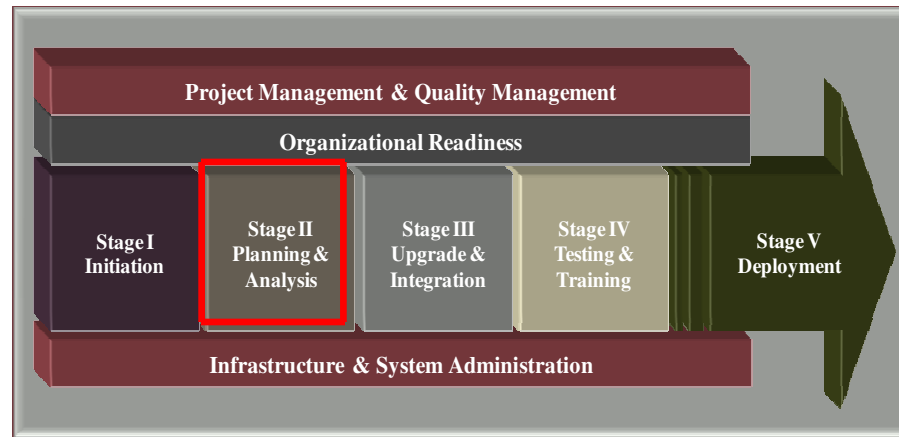 Project Management & Quality Management
Organizational Readiness
Stage I
Initiation
Stage II
Planning &
Analysis
Stage III
Upgrade &
Integration
Stage IV
Testing &
Training
Stage V
Deployment
Infrastructure & System Administration